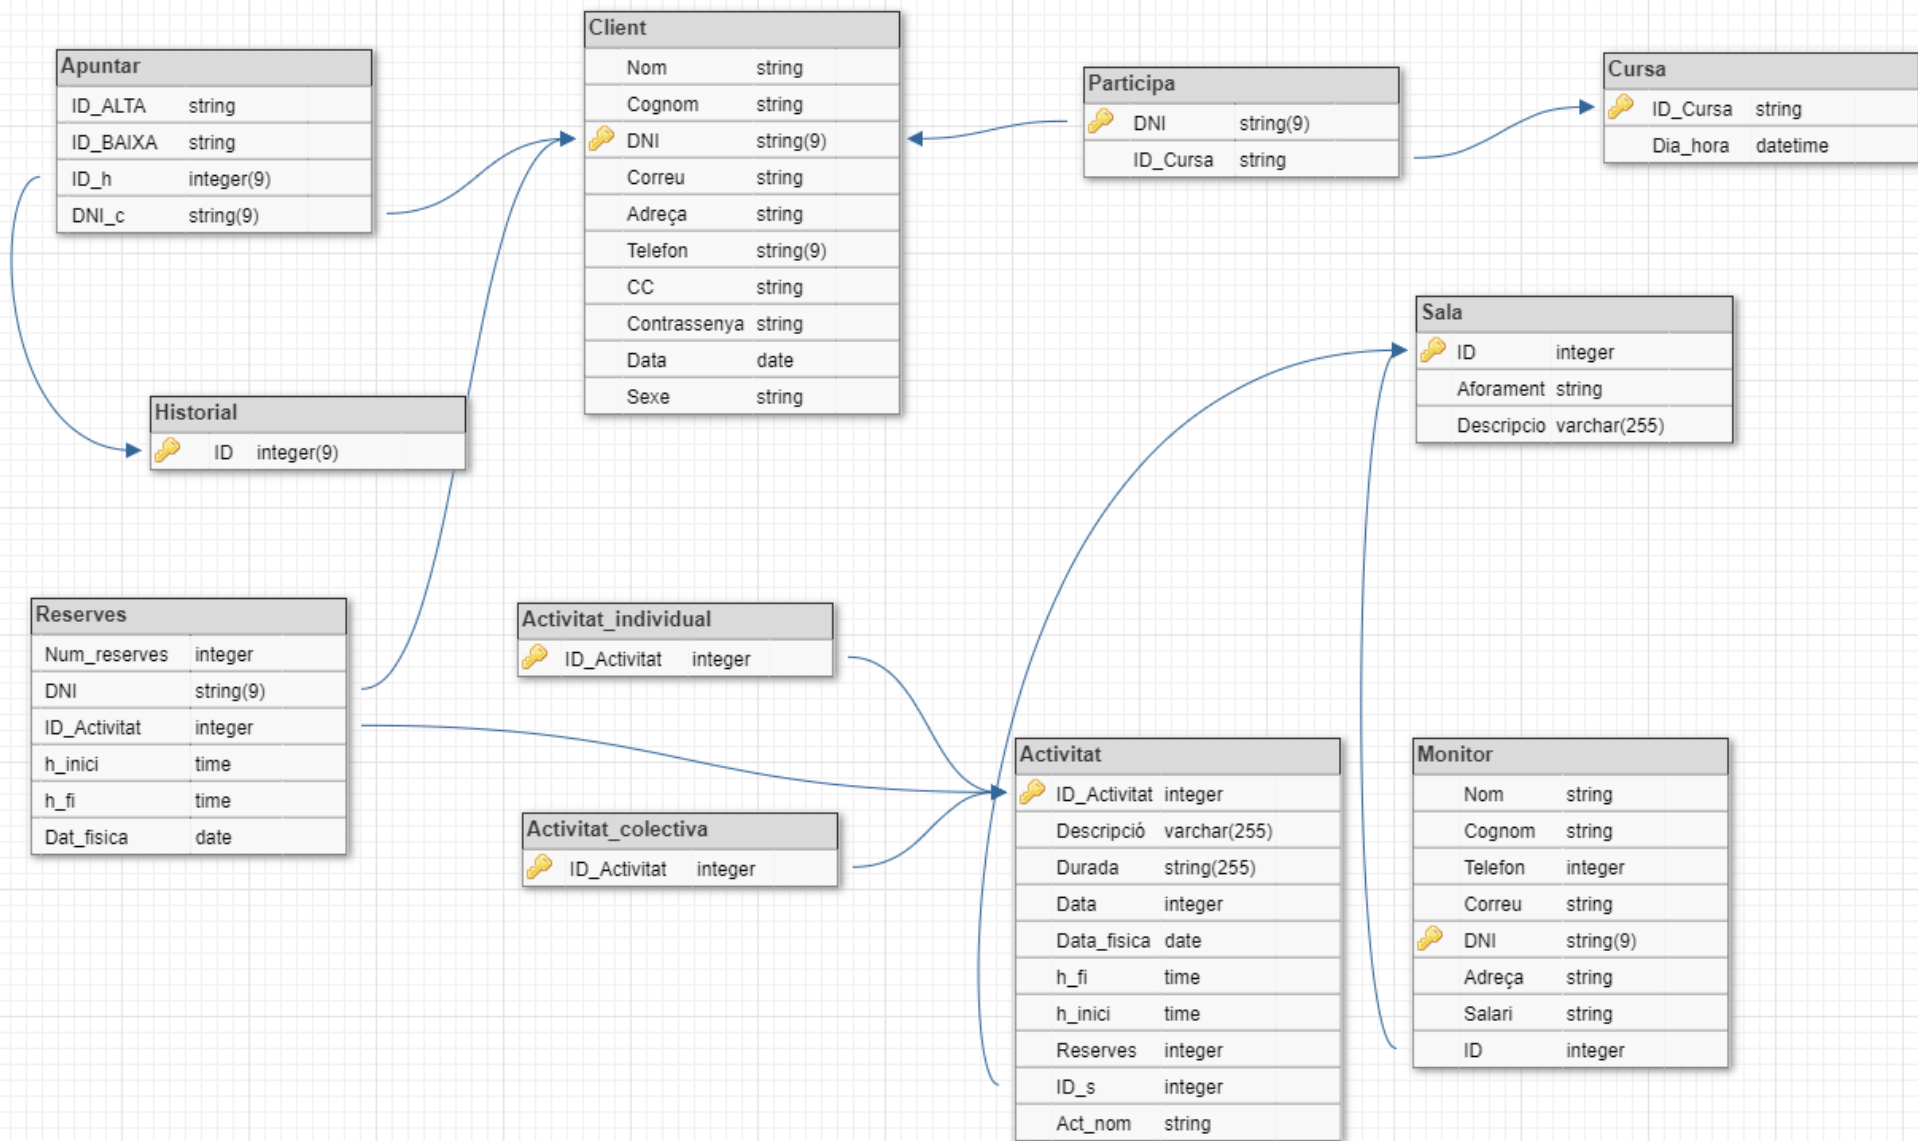 Apuntar
ID_ALTA string
ID_BAIXA string
ID_h integer(9)
DNI_c string(9)
Client
Nom string
Cognom string
DNI string(9)
Correu string
Adreça string
Telefon string(9)
CC string
Contrassenya string
Data date
Sexe string
Participa
DNI string(9)
ID_Cursa string
Cursa
ID_Cursa string
Dia_hora datetime
Historial
ID integer(9)
Sala
ID integer
Aforament string
Descripcio varchar(255)
Reserves
Num_reserves integer
DNI string(9)
ID_Activitat integer
h_inici time
h_fi time
Dat_fisica date
Activitat_individual
ID_Activitat integer
Activitat_colectiva
ID_Activitat integer
Activitat
ID_Activitat integer
Descripció varchar(255)
Durada string(255)
Data integer
Data_fisica date
h_fi time
h_inici time
Reserves integer
ID_s integer
Act_nom string
Monitor
Nom string
Cognom string
Telefon integer
Correu string
DNI string(9)
Adreça string
Salari string
ID integer